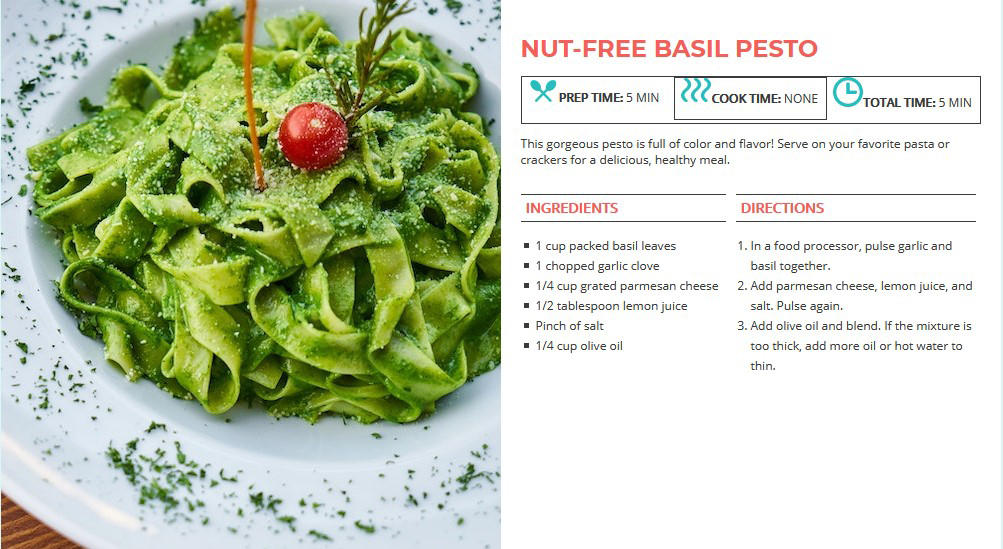 NUT-FREE BASIL PESTO
PREP TIME: 5 MIN
COOK TIME: NONE
TOTAL TIME: 5 MIN
This gorgeous pesto is full of color and flavor! Serve on your favorite pasta or
crackers for a delicious, healthy meal.
INGREDIENTS
1 cup packed basil leaves
1 chopped garlic clove
1/4 cup grated parmesan cheese
1/2 tablespoon lemon juice
Pinch of salt
1/4 cup olive oil
DIRECTIONS
1. In a food processor, pulse garlic and
basil together.
2. Add parmesan cheese, lemon juice, and
salt. Pulse again.
3. Add olive oil and blend. If the mixture is
too thick, add more oil or hot water to
thin.